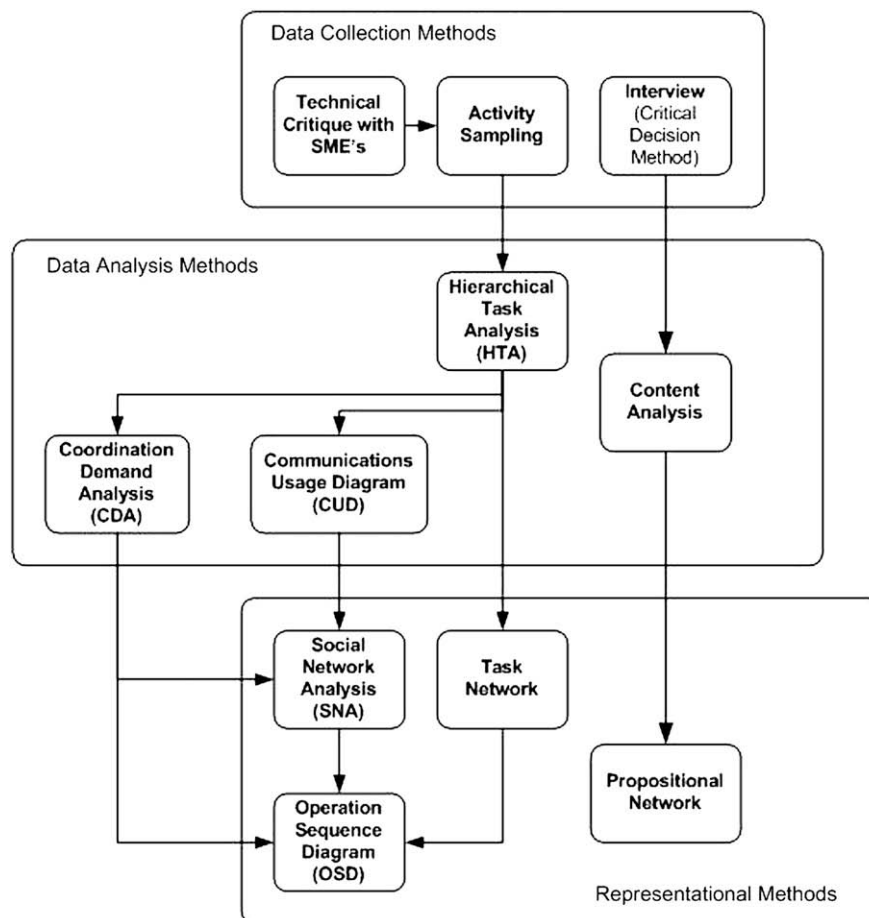 Data Collection Methods
Technical
Critique with
SME's
Activity
Sampling
Interview
(Critical
Decision
Method)
Data Analysis Methods
Hierarchical
Task
Analysis
(HTA)
Content
Analysis
Coordination
Demand
Analysis
(CDA)
Communications
Usage Diagram
(CUD)
Social
Network
Analysis
(SNA)
Task
Network
Propositional
Network
Operation
Sequence
Diagram
(OSD)
Representational Methods